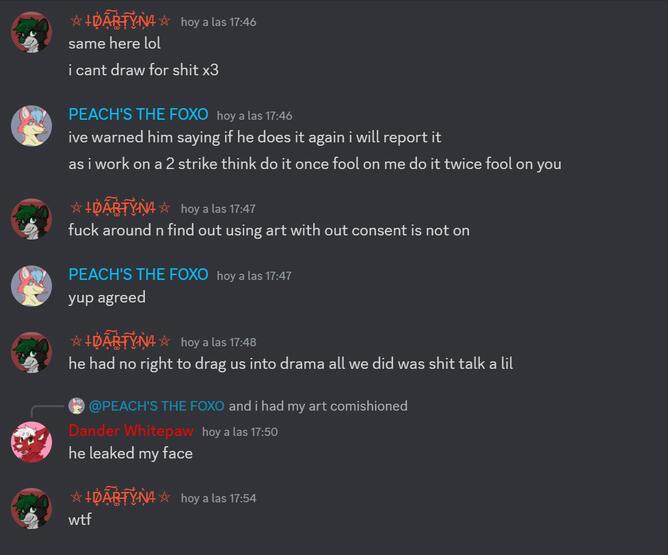 ☆ł-DÄRTYN4☆ hoy a las 17:46
same here lol
i cant draw for shit x3
PEACH'S THE FOXO hoy a las 17:46
ive warned him saying if he does it again i will report it
as i work on a 2 strike think do it once fool on me do it twice fool on you
☆ł-DÄRTYN4☆ hoy a las 17:47
fuck around n find out using art with out consent is not on
PEACH'S THE FOXO hoy a las 17:47
yup agreed
☆ł-DÄRTYN4☆ hoy a las 17:48
he had no right to drag us into drama all we did was shit talk a lil
@PEACH'S THE FOXO and i had my art comishioned
Dander Whitepaw hoy a las 17:50
he leaked my face
☆ł-DÄRTYN4☆ hoy a las 17:54
wtf